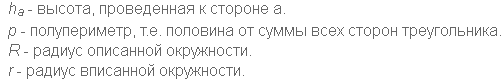 hₐ - высота, проведенная к стороне а.
p - полупериметр, т.е. половина от суммы всех сторон треугольника.
R - радиус описанной окружности.
r - радиус вписанной окружности.